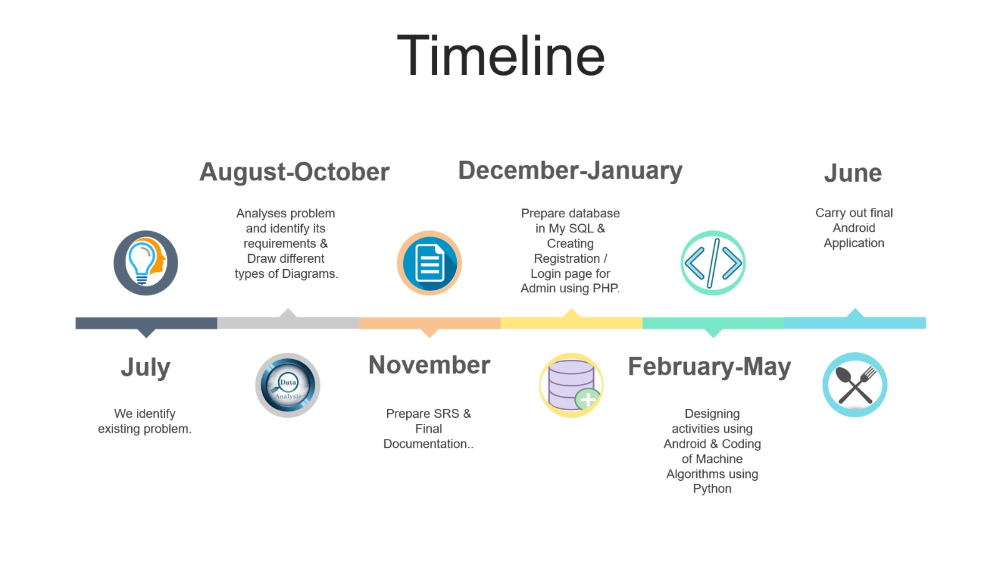 Timeline
August-October
December-January
June
Analyses problem
and identify its
requirements &
Draw different
types of Diagrams.
Prepare database
in My SQL &
Creating
Registration /
Login page for
Admin using PHP.
Carry out final
Android
Application
July
November
February-May
Data
Analysis
We identify
existing problem.
Prepare SRS &
Final
Documentation..
Designing
activities using
Android & Coding
of Machine
Algorithms using
Python